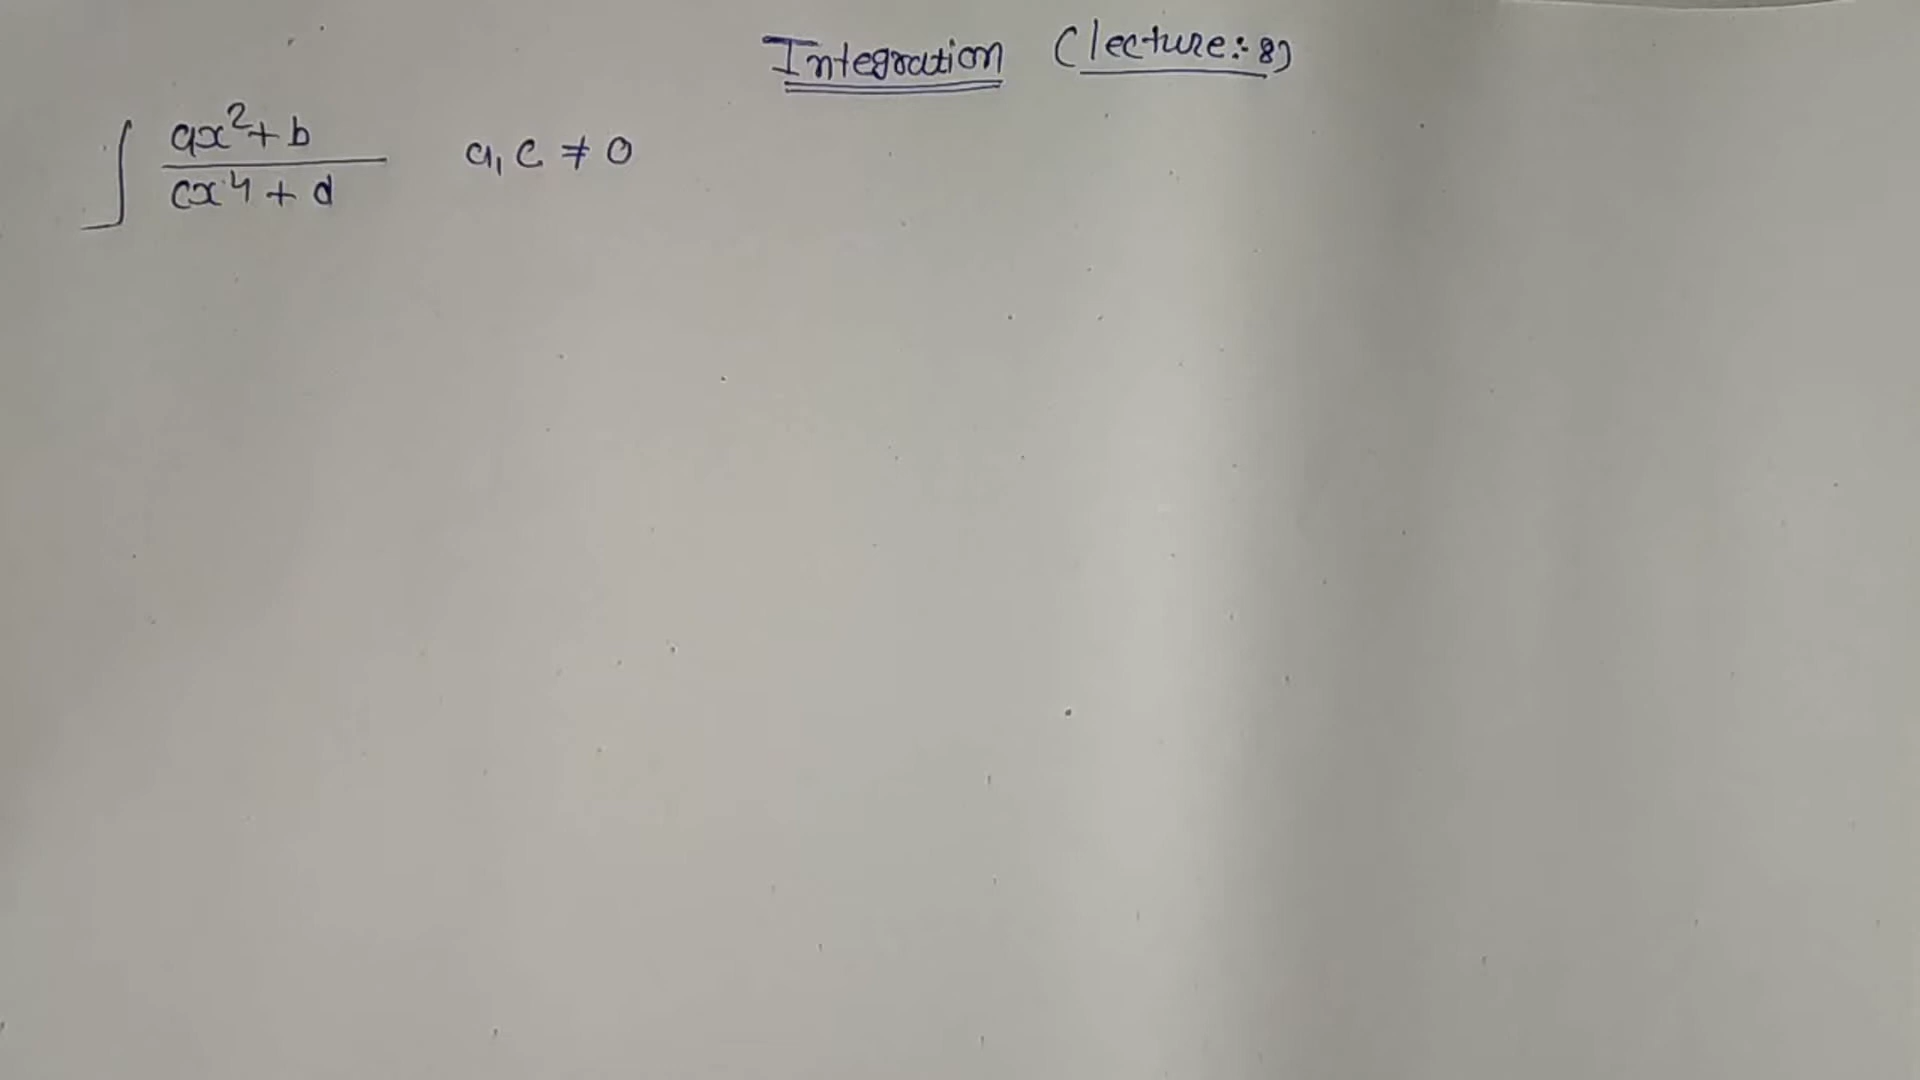 Integration (lecture:- 8)
∫ ax²+b / cx⁴ + d a, c ≠ 0